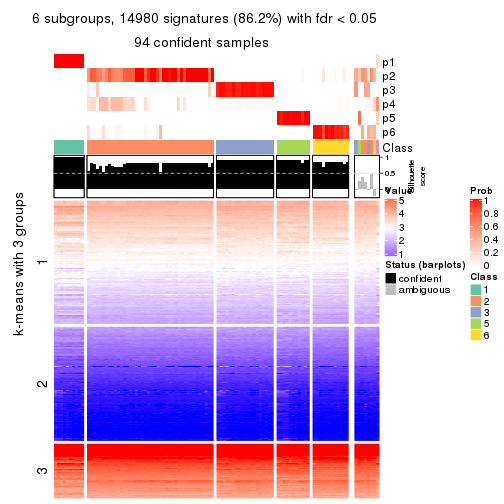 6 subgroups, 14980 signatures (86.2%) with fdr < 0.05
94 confident samples
p1
p2
p3
p4
p5
p6
Class
1
0.5
0
Silhouette
score
k-means with 3 groups
1
2
3
Value
5
4
3
2
1
Status (barplots)
confident
ambiguous
Prob
1
0.8
0.6
0.4
0.2
0
Class
1
2
3
5
6